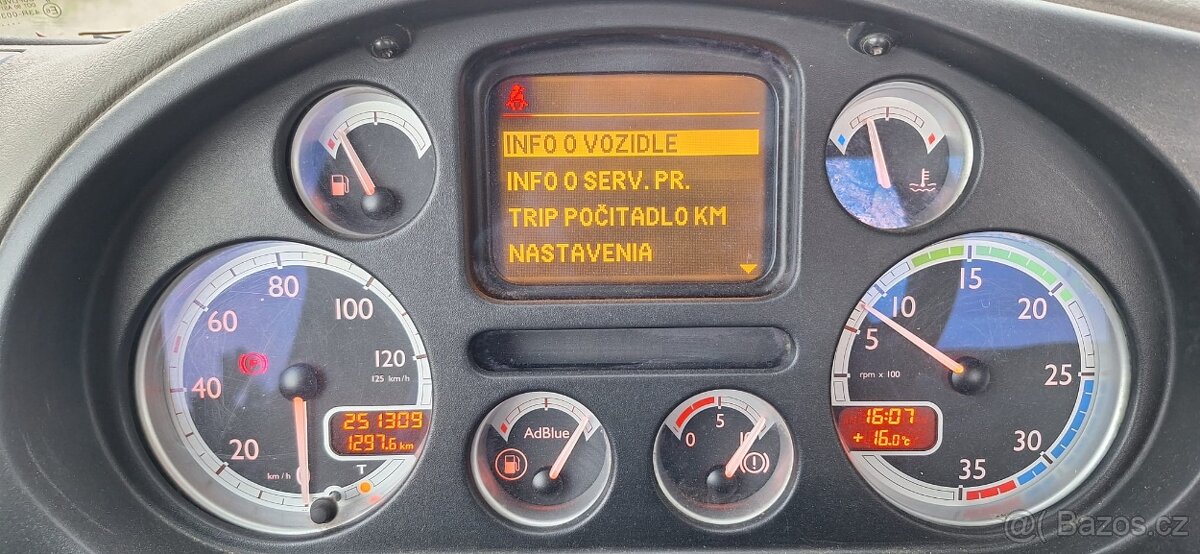 INFO O VOZIDLE
INFO O SERV. PR.
TRIP POČITADLO KM
NASTAVENIA
0
20
40
60
80
100
120
125 km/h
km/h
251309
1297.6 km
T
AdBlue
0
5
10
5
10
15
20
25
30
35
rpm x 100
16:07
+ 16.0°c
@( Bazos.cz